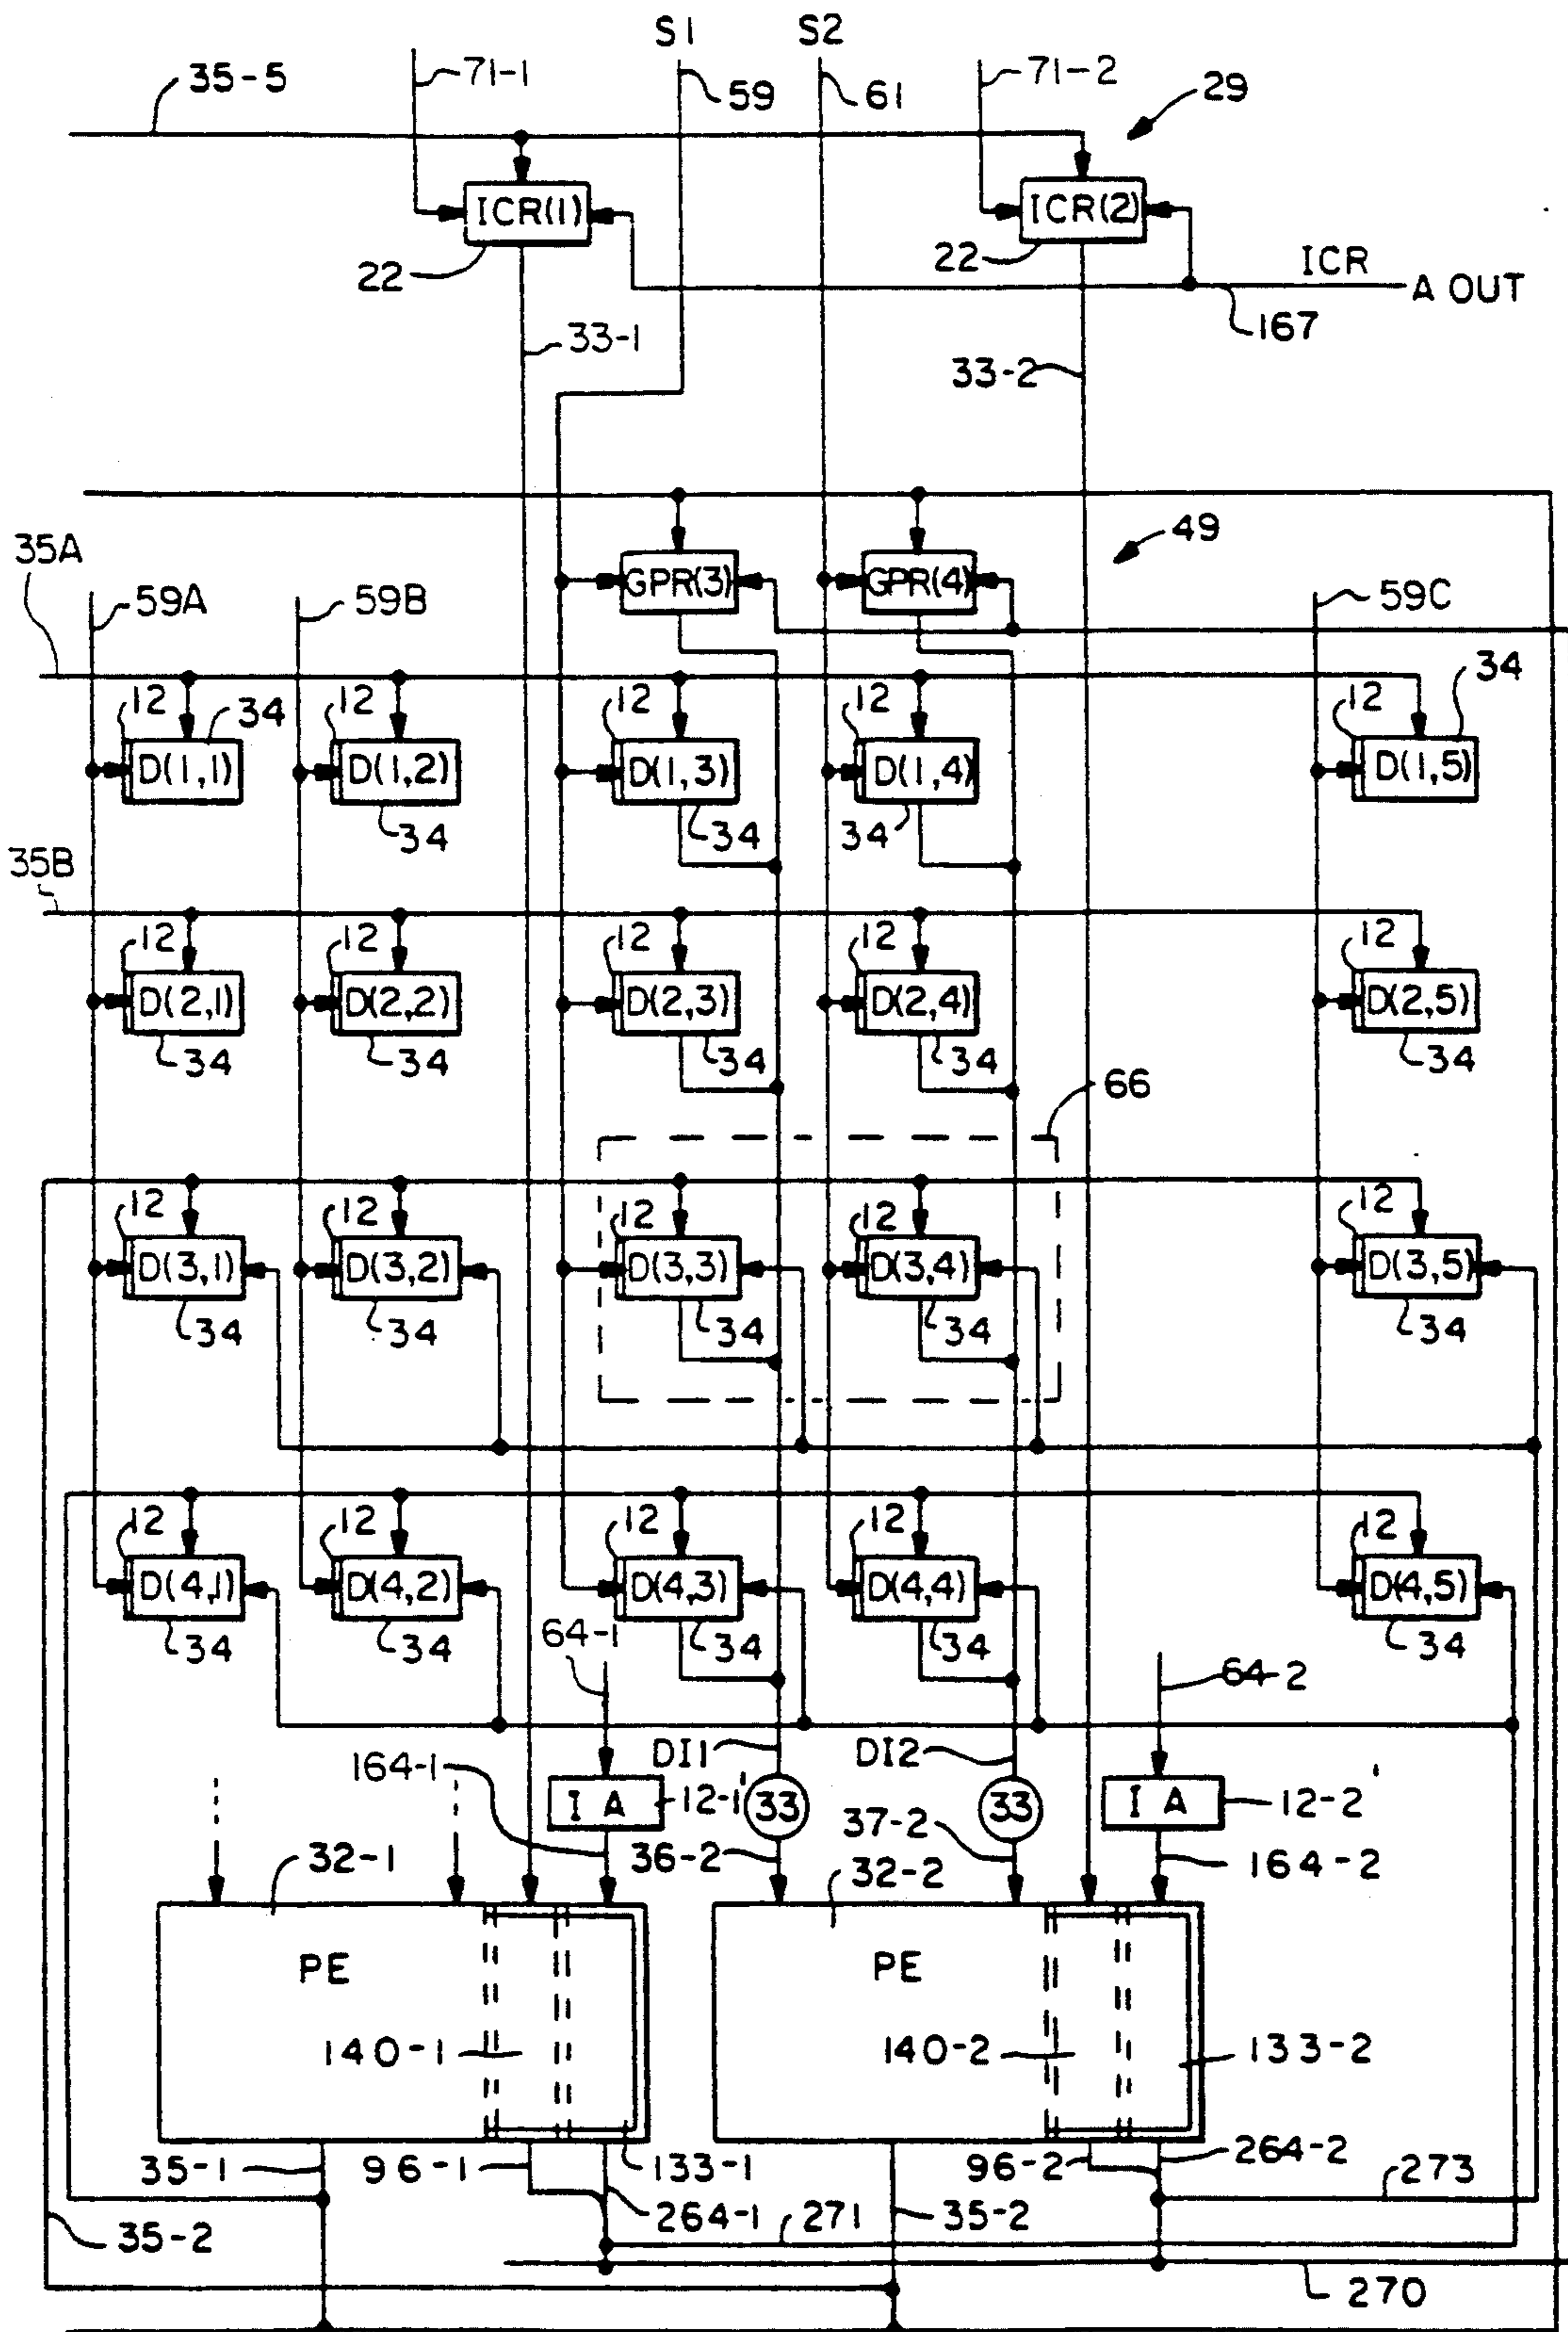 S1 S2
71-1 71-2
35-5 59 61 29
ICR(1) ICR(2)
22 22 ICR
A OUT
167
33-1
33-2
49
35A
GPR(3) GPR(4)
59A 59B 59C
34
12 34 12 12 12 12
D(1,1) D(1,2) D(1,3) D(1,4) D(1,5)
34 34 34
35B
12 12 12 12 12
D(2,1) D(2,2) D(2,3) D(2,4) D(2,5)
34 34 34 34 34
66
12 12 12 12 12
D(3,1) D(3,2) D(3,3) D(3,4) D(3,5)
34 34 34 34 34
12 12 12 12 12
D(4,1) D(4,2) D(4,3) D(4,4) D(4,5)
34 34 34 34 34
64-1 64-2
DI1 DI2
164-1
IA 12-1' 33 33 IA 12-2'
37-2
32-1 36-2 32-2 164-2
PE PE
140-1 140-2 133-2
35-1 96-1 133-1 96-2 264-2
273
264-1 271 35-2
35-2
270